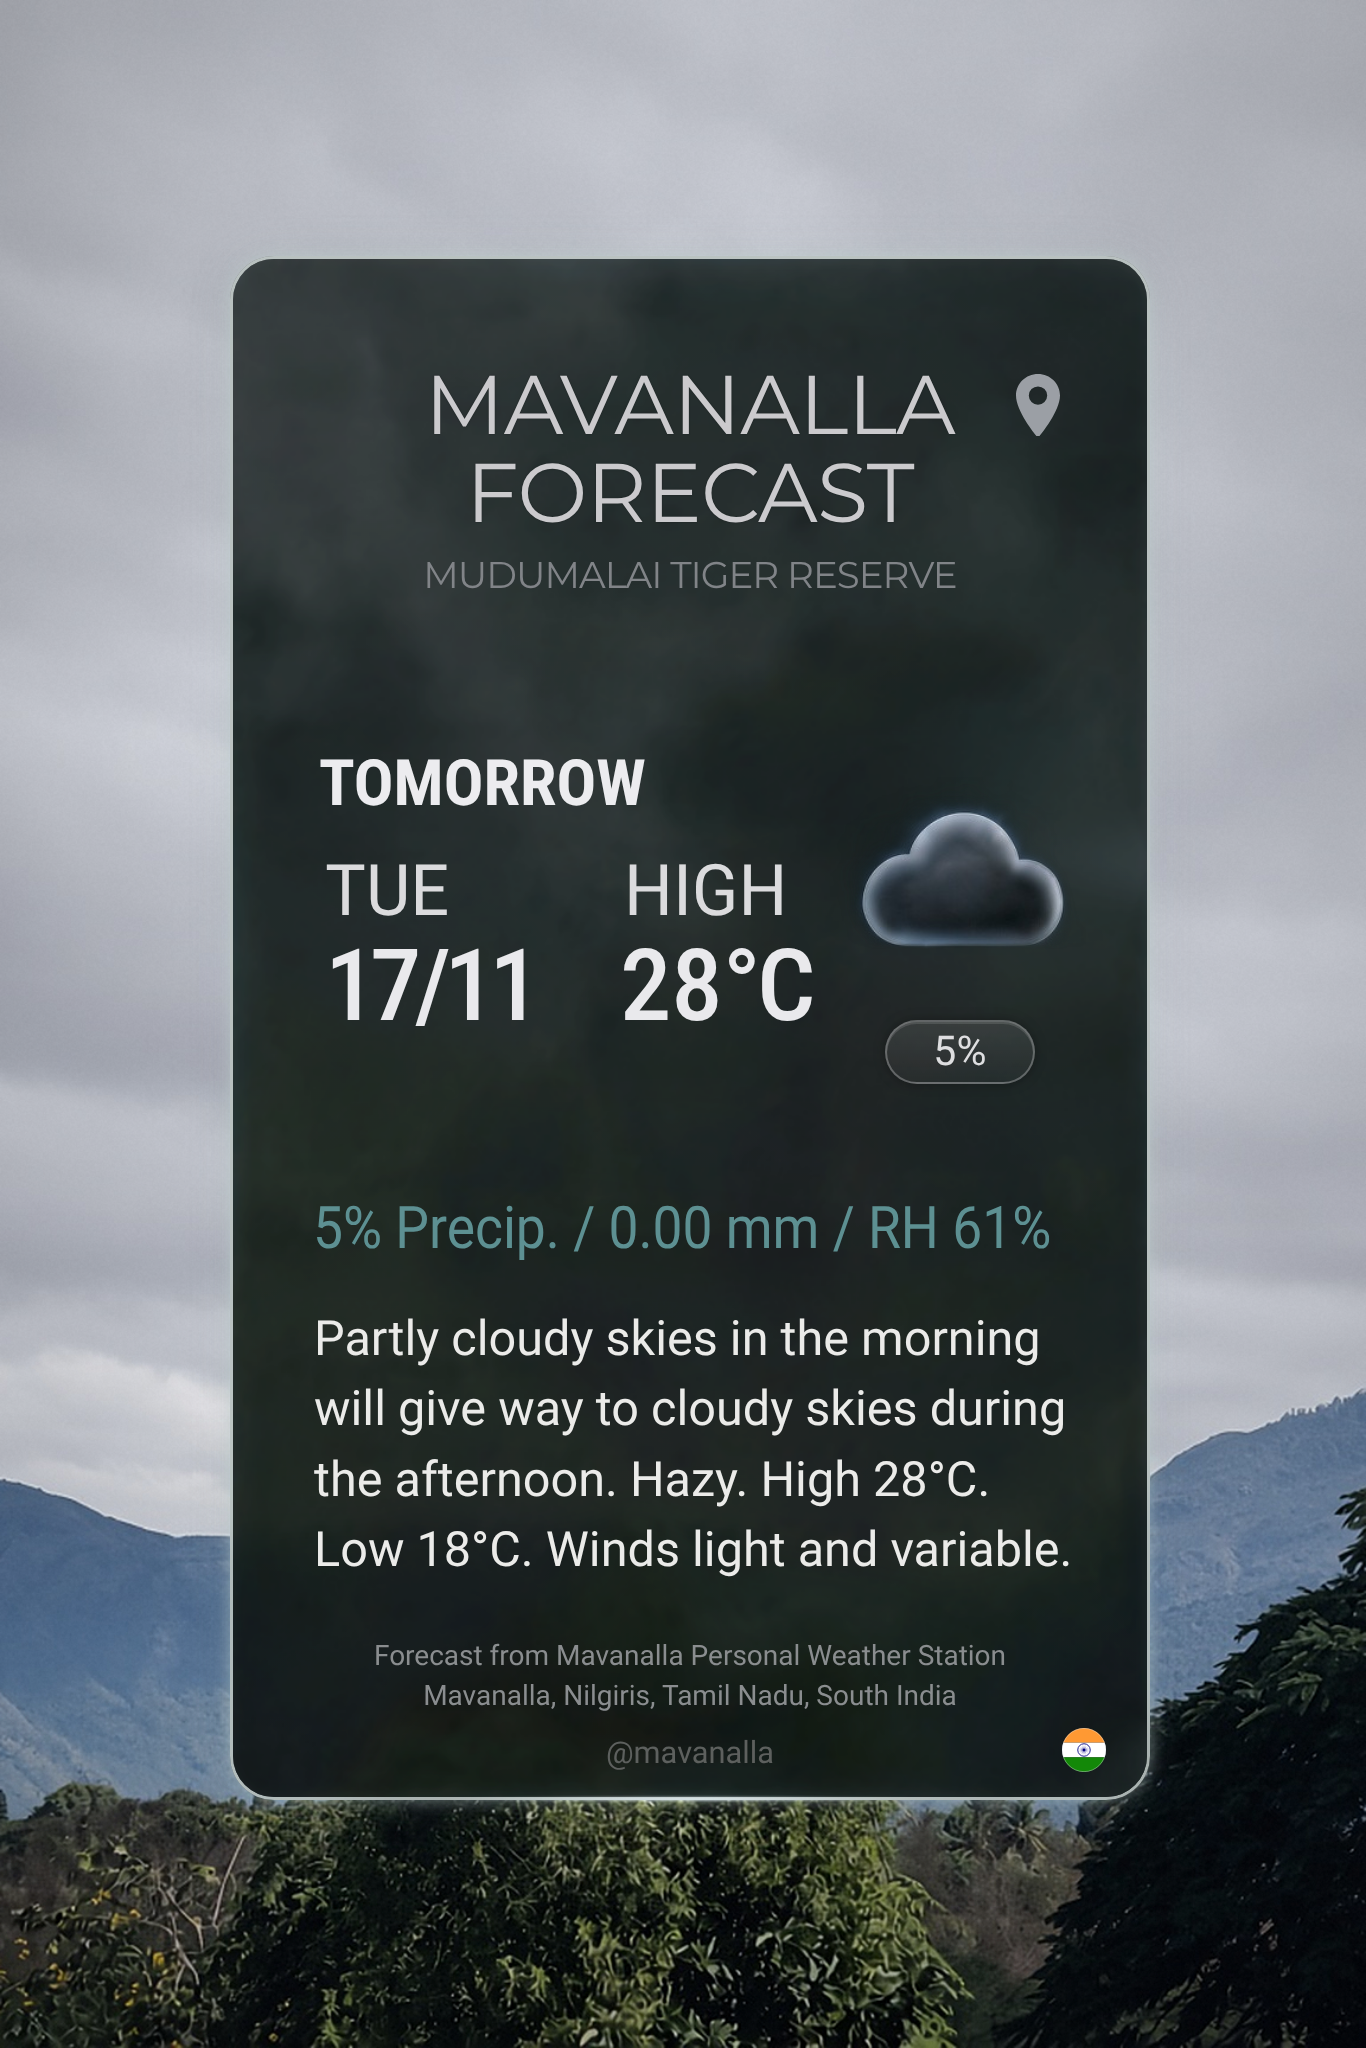 MAVANALLA
FORECAST
MUDUMALAI TIGER RESERVE
TOMORROW
TUE HIGH
17/11 28°C
5%
5% Precip. / 0.00 mm / RH 61%
Partly cloudy skies in the morning
will give way to cloudy skies during
the afternoon. Hazy. High 28°C.
Low 18°C. Winds light and variable.
Forecast from Mavanalla Personal Weather Station
Mavanalla, Nilgiris, Tamil Nadu, South India
@mavanalla